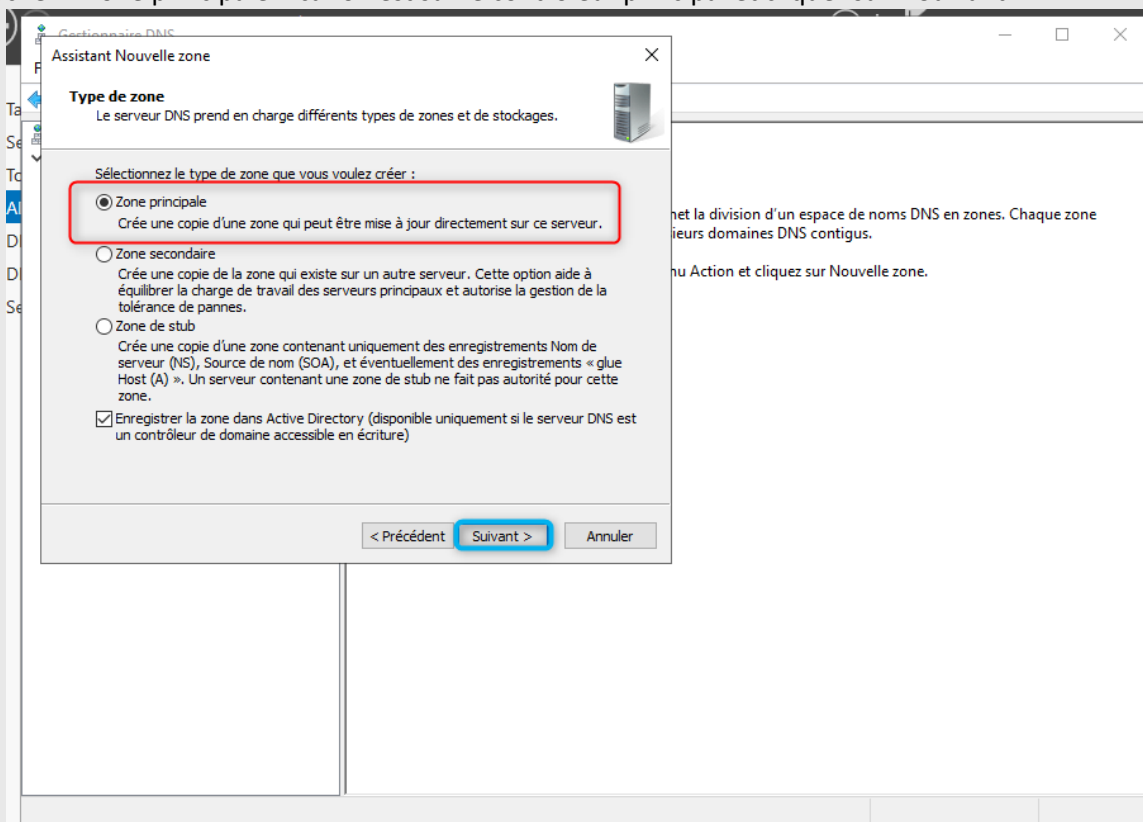 Gestionnaire DNS
Assistant Nouvelle zone
Type de zone
Le serveur DNS prend en charge différents types de zones et de stockages.
Sélectionnez le type de zone que vous voulez créer :
Zone principale
Crée une copie d'une zone qui peut être mise à jour directement sur ce serveur.
Zone secondaire
Crée une copie de la zone qui existe sur un autre serveur. Cette option aide à
équilibrer la charge de travail des serveurs principaux et autorise la gestion de la
tolérance de pannes.
Zone de stub
Crée une copie d'une zone contenant uniquement des enregistrements Nom de
serveur (NS), Source de nom (SOA), et éventuellement des enregistrements « glue
Host (A) ». Un serveur contenant une zone de stub ne fait pas autorité pour cette
zone.
Enregistrer la zone dans Active Directory (disponible uniquement si le serveur DNS est
un contrôleur de domaine accessible en écriture)
< Précédent Suivant > Annuler
met la division d'un espace de noms DNS en zones. Chaque zone
ieurs domaines DNS contigus.
nu Action et cliquez sur Nouvelle zone.